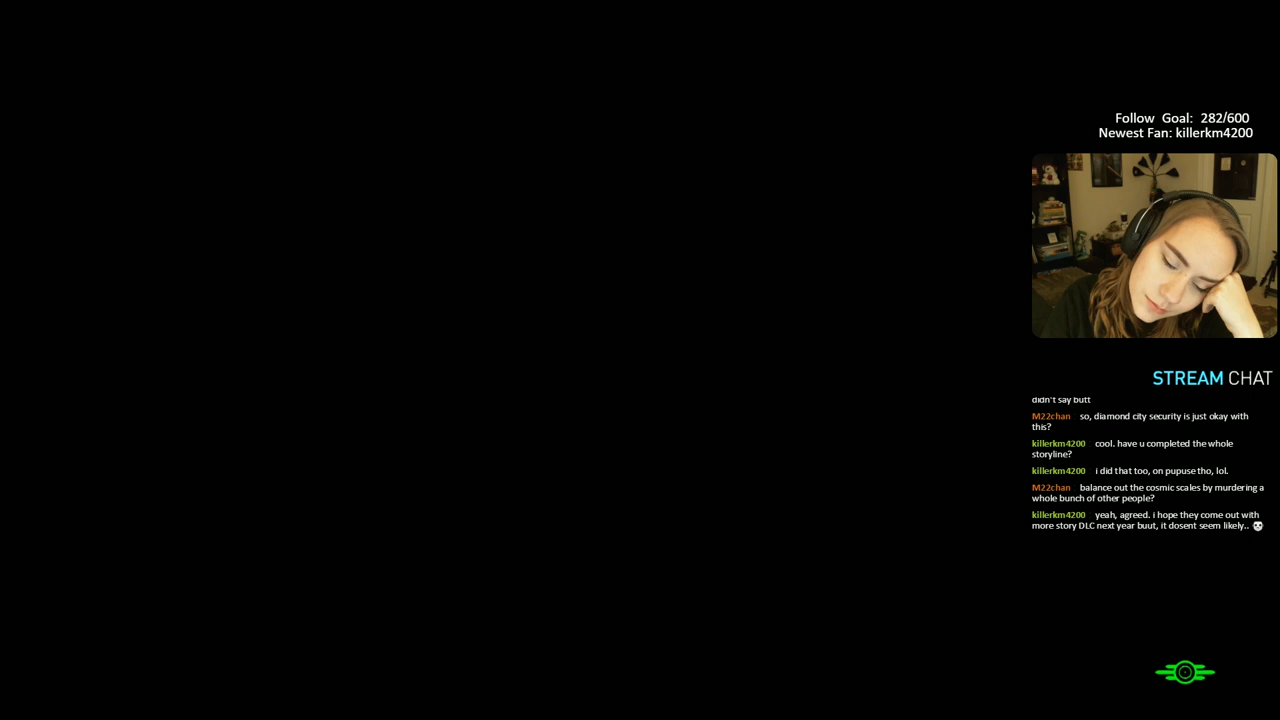 Follow Goal: 282/600
Newest Fan: killerkm4200
STREAM CHAT
didn't say butt
M22chan so, diamond city security is just okay with
this?
killerkm4200 cool. have u completed the whole
storyline?
killerkm4200 i did that too, on pupuse tho, lol.
M22chan balance out the cosmic scales by murdering a
whole bunch of other people?
killerkm4200 yeah, agreed. i hope they come out with
more story DLC next year buut, it dosent seem likely.. 💀